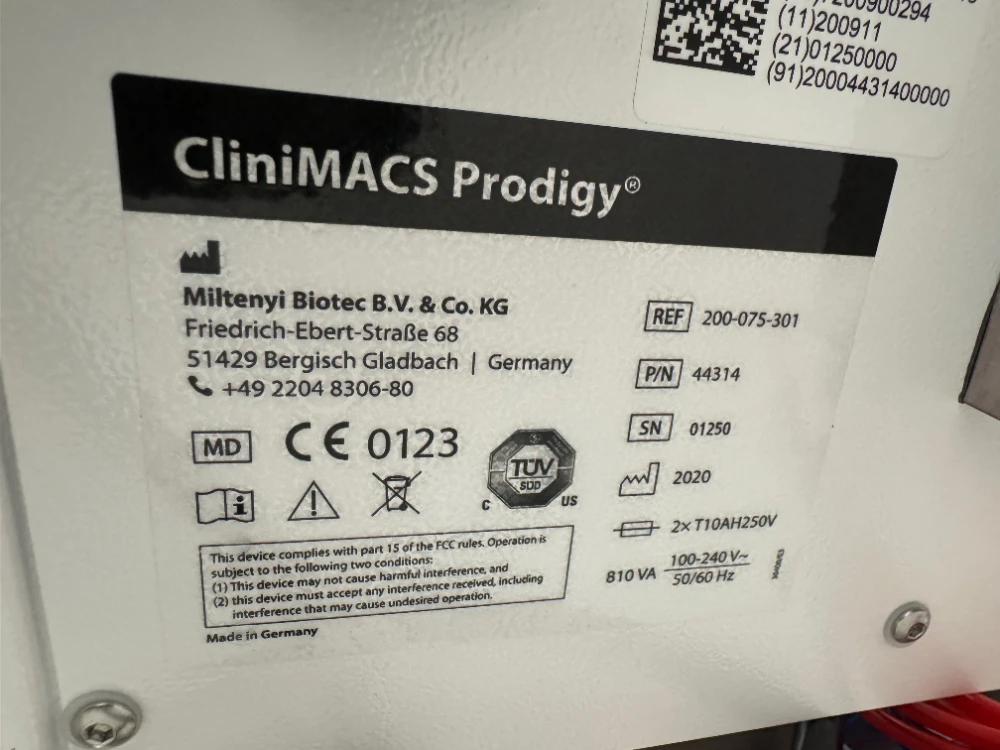 (11)200911
(21)01250000
(91)20004431400000
CliniMACS Prodigy®
Miltenyi Biotec B.V. & Co. KG
Friedrich-Ebert-Straße 68
51429 Bergisch Gladbach | Germany
+49 2204 8306-80
MD CE 0123
TÜV
SÜD
C US
REF 200-075-301
P/N 44314
SN 01250
2020
2x T10AH250V
810 VA 100-240 V~
50/60 Hz
This device complies with part 15 of the FCC rules. Operation is
subject to the following two conditions:
(1) This device may not cause harmful interference, and
(2) this device must accept any interference received, including
interference that may cause undesired operation.
Made in Germany